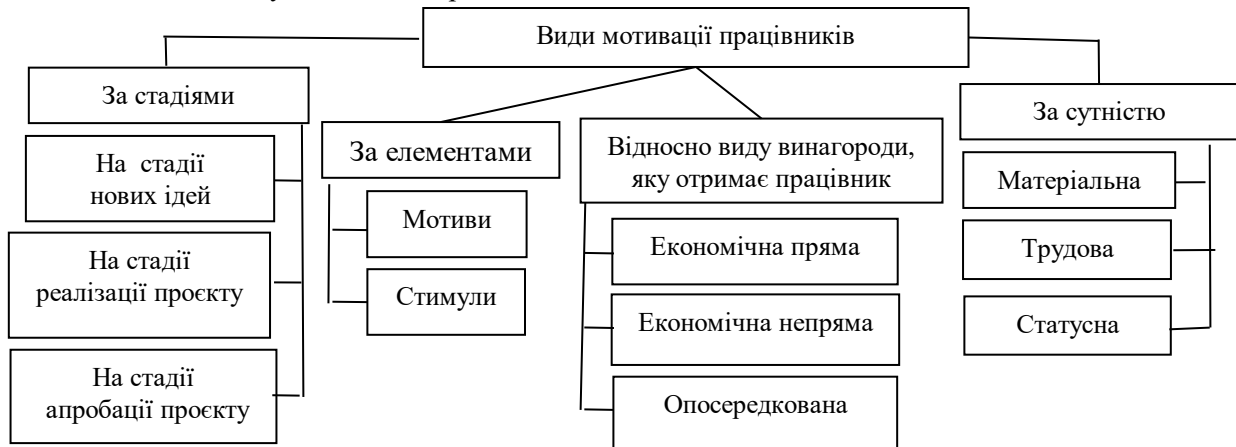 Види мотивації працівників
За стадіями
На стадії
нових ідей
На стадії
реалізації проєкту
На стадії
апробації проєкту
За елементами
Мотиви
Стимули
Відносно виду винагороди,
яку отримає працівник
Економічна пряма
Економічна непряма
Опосередкована
За сутністю
Матеріальна
Трудова
Статусна